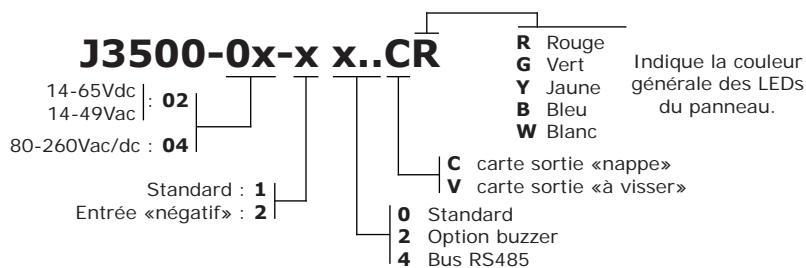 J3500-0x-x x..CR
R Rouge
G Vert
Y Jaune
B Bleu
W Blanc
Indique la couleur
générale des LEDs
du panneau.
14-65Vdc
14-49Vac
: 02
80-260Vac/dc : 04
C carte sortie «nappe»
V carte sortie «à visser»
Standard : 1
Entrée «négatif» : 2
0 Standard
2 Option buzzer
4 Bus RS485